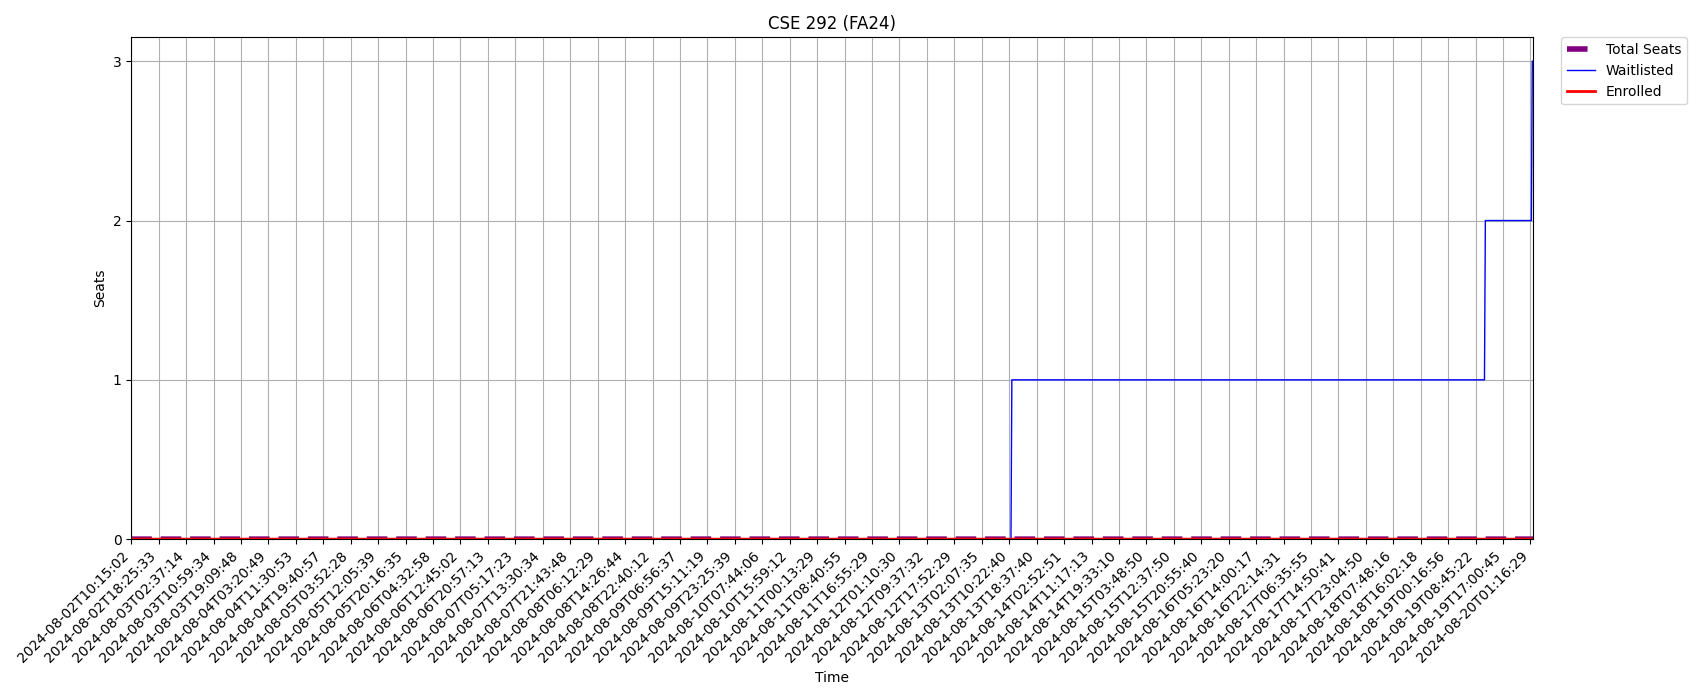 CSE 292 (FA24)
Total Seats
Waitlisted
Enrolled
3
2
1
0
Seats
2024-08-02T10:15:02
2024-08-02T18:25:33
2024-08-03T02:37:14
2024-08-03T10:59:34
2024-08-03T19:09:48
2024-08-04T03:20:49
2024-08-04T11:30:53
2024-08-04T19:40:57
2024-08-05T03:52:28
2024-08-05T12:05:39
2024-08-05T20:16:35
2024-08-06T04:32:58
2024-08-06T12:45:02
2024-08-06T20:57:13
2024-08-07T05:17:23
2024-08-07T13:30:34
2024-08-07T21:43:48
2024-08-08T06:12:29
2024-08-08T14:26:44
2024-08-08T22:40:12
2024-08-09T06:56:37
2024-08-09T15:11:19
2024-08-09T23:25:39
2024-08-10T07:44:06
2024-08-10T15:59:12
2024-08-11T00:13:29
2024-08-11T08:40:55
2024-08-11T16:55:29
2024-08-12T01:10:30
2024-08-12T09:37:32
2024-08-12T17:52:29
2024-08-13T02:07:35
2024-08-13T10:22:40
2024-08-13T18:37:40
2024-08-14T02:52:51
2024-08-14T11:17:13
2024-08-14T19:33:10
2024-08-15T03:48:50
2024-08-15T12:37:50
2024-08-15T20:55:40
2024-08-16T05:23:20
2024-08-16T14:00:17
2024-08-16T22:14:31
2024-08-17T06:35:55
2024-08-17T14:50:41
2024-08-17T23:04:50
2024-08-18T07:48:16
2024-08-18T16:02:18
2024-08-19T00:16:56
2024-08-19T08:45:22
2024-08-19T17:00:45
2024-08-20T01:16:29
Time